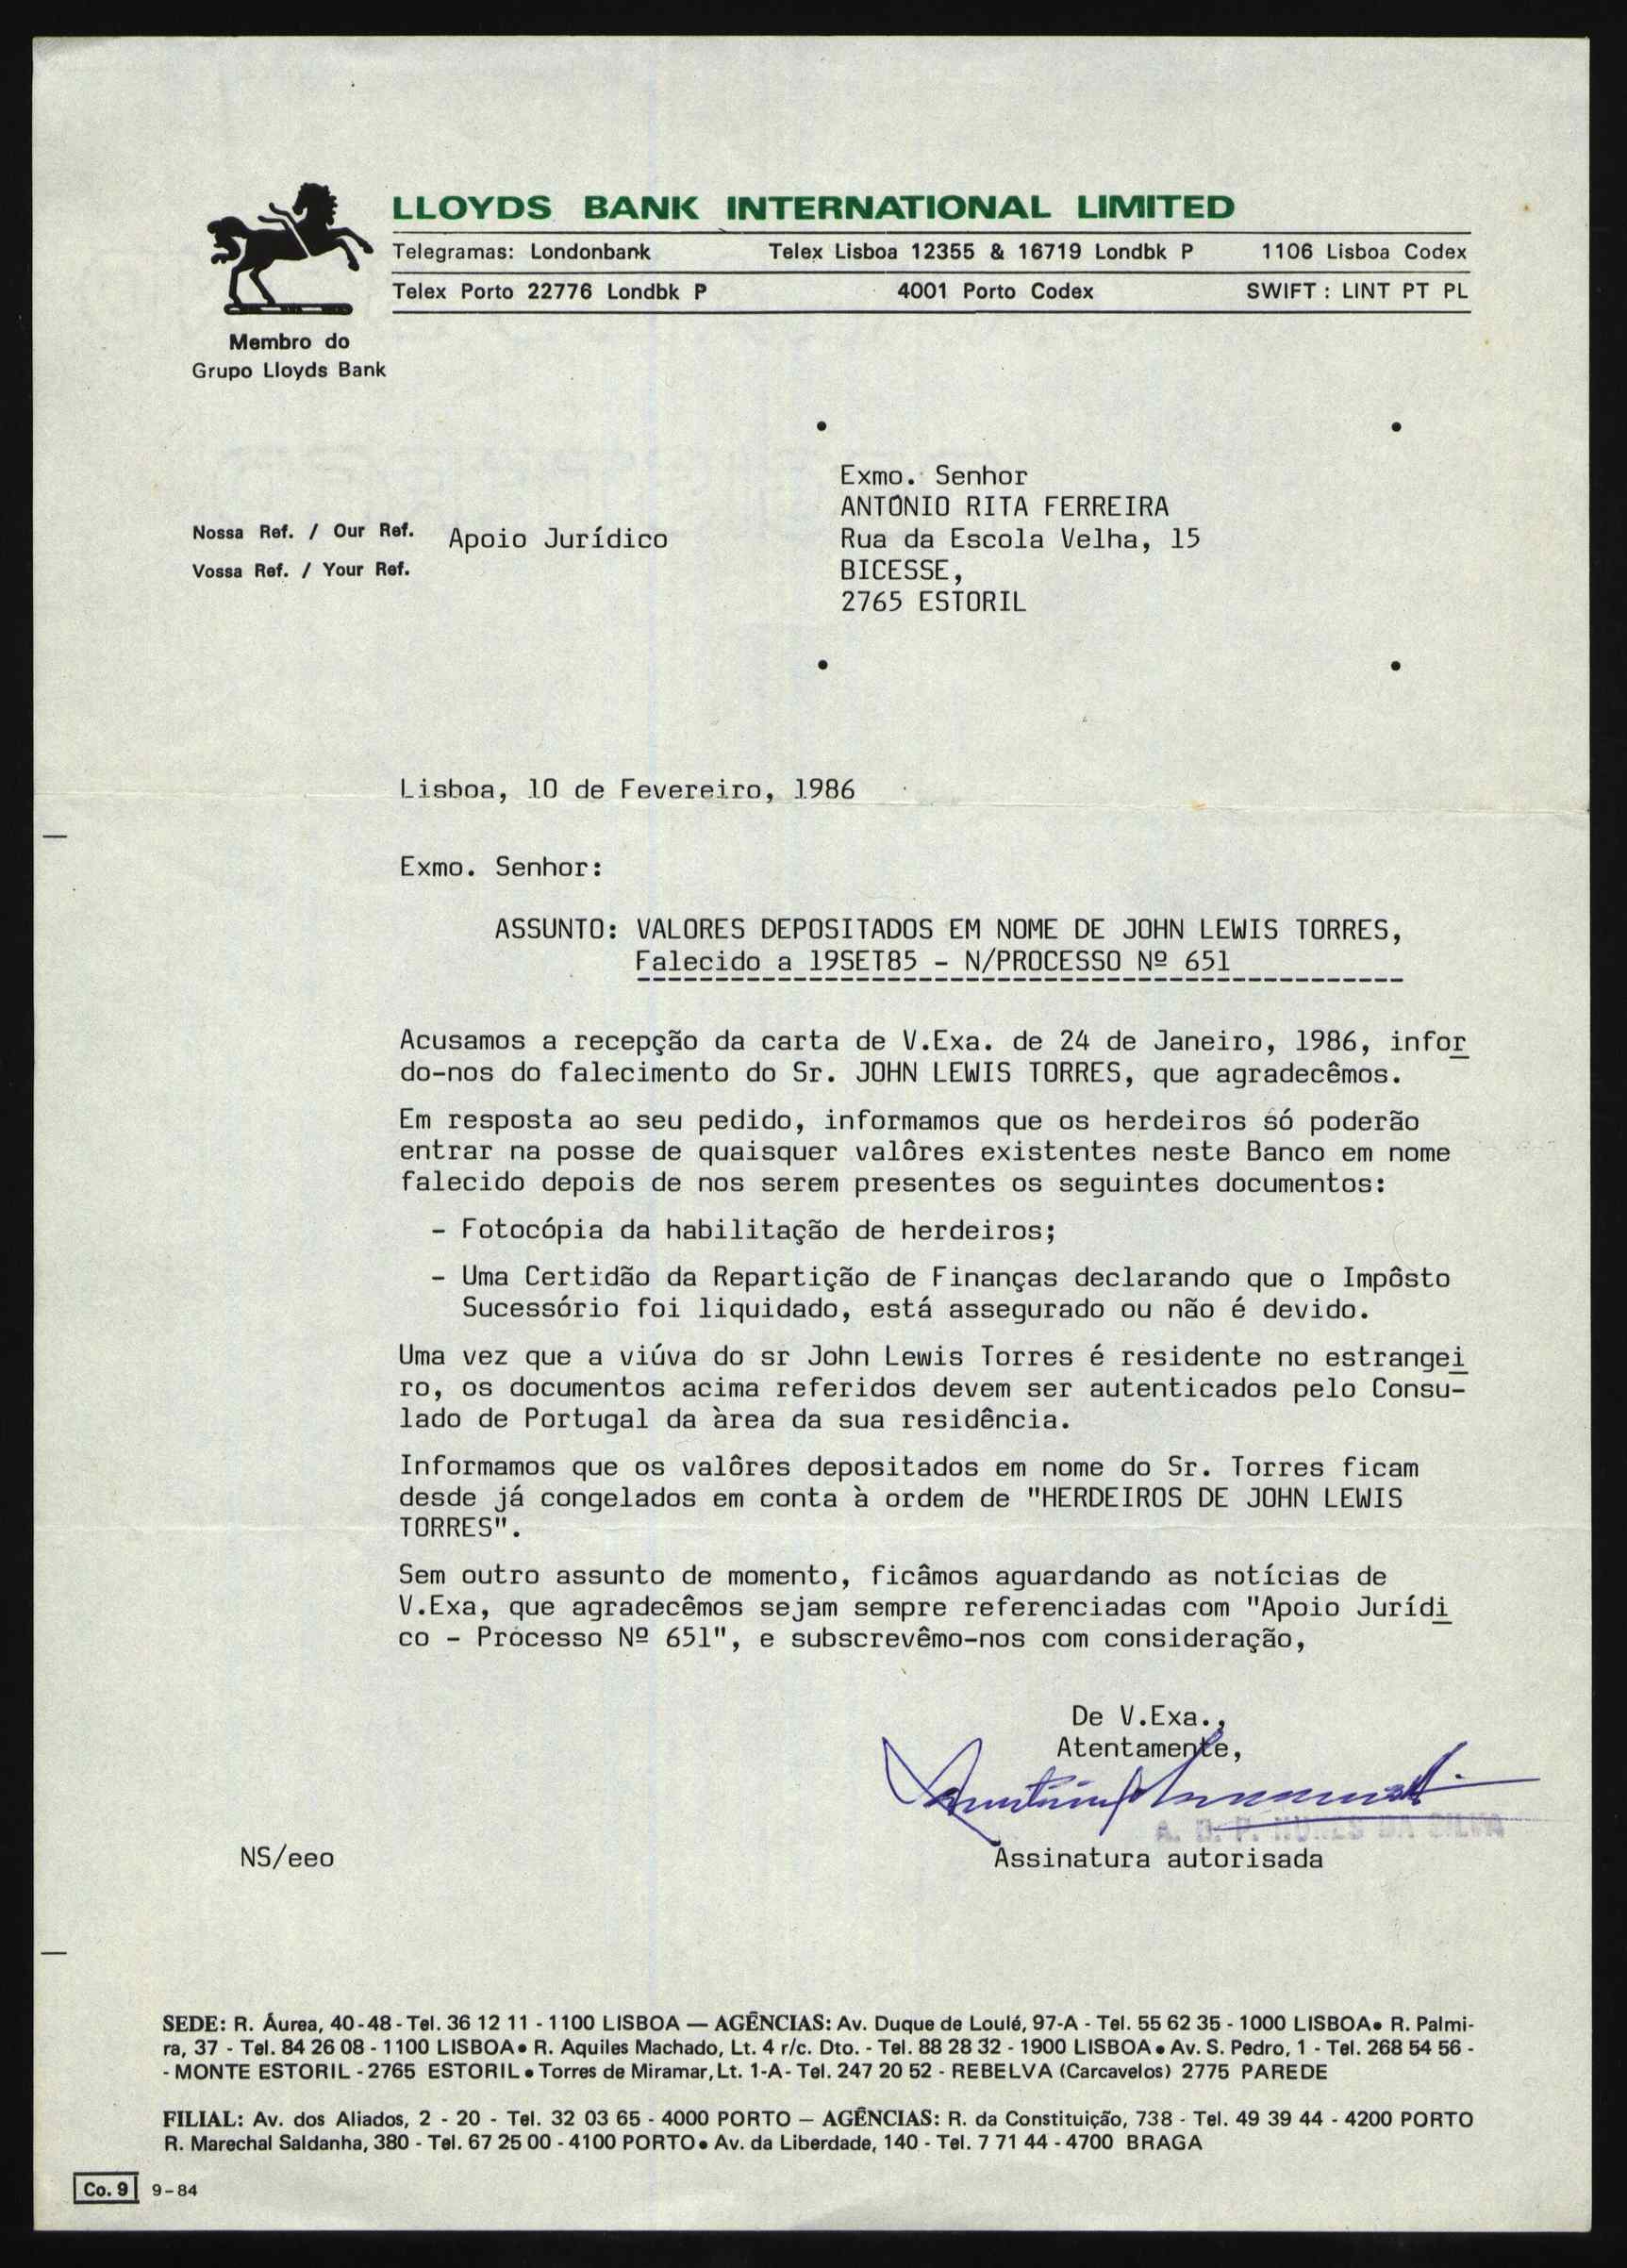 LLOYDS BANK INTERNATIONAL LIMITED
Telegramas: Londonbank Telex Lisboa 12355 & 16719 Londbk P 1106 Lisboa Codex
Telex Porto 22776 Londbk P 4001 Porto Codex SWIFT : LINT PT PL
Membro do
Grupo Lloyds Bank
Exmo. Senhor
ANTÓNIO RITA FERREIRA
Nossa Ref. / Our Ref. Apoio Jurídico
Rua da Escola Velha, 15
Vossa Ref. / Your Ref.
BICESSE,
2765 ESTORIL
Lisboa, 10 de Fevereiro, 1986
Exmo. Senhor:
ASSUNTO: VALORES DEPOSITADOS EM NOME DE JOHN LEWIS TORRES,
Falecido a 19SET85 - N/PROCESSO Nº 651
Acusamos a recepção da carta de V.Exa. de 24 de Janeiro, 1986, infor
do-nos do falecimento do Sr. JOHN LEWIS TORRES, que agradecêmos.
Em resposta ao seu pedido, informamos que os herdeiros só poderão
entrar na posse de quaisquer valôres existentes neste Banco em nome
falecido depois de nos serem presentes os seguintes documentos:
- Fotocópia da habilitação de herdeiros;
- Uma Certidão da Repartição de Finanças declarando que o Impôsto
Sucessório foi liquidado, está assegurado ou não é devido.
Uma vez que a viúva do sr John Lewis Torres é residente no estrangei
ro, os documentos acima referidos devem ser autenticados pelo Consu-
lado de Portugal da àrea da sua residência.
Informamos que os valôres depositados em nome do Sr. Torres ficam
desde já congelados em conta à ordem de "HERDEIROS DE JOHN LEWIS
TORRES".
Sem outro assunto de momento, ficâmos aguardando as notícias de
V.Exa, que agradecêmos sejam sempre referenciadas com "Apoio Jurídi
co - Processo Nº 651", e subscrevêmo-nos com consideração,
De V.Exa.,
Atentamente,
A. D. P. NUNES DA SILVA
NS/eeo Assinatura autorisada
SEDE: R. Áurea, 40-48 - Tel. 36 12 11 - 1100 LISBOA — AGÊNCIAS: Av. Duque de Loulé, 97-A - Tel. 55 62 35 - 1000 LISBOA • R. Palmi-
ra, 37 - Tel. 84 26 08 - 1100 LISBOA • R. Aquiles Machado, Lt. 4 r/c. Dto. - Tel. 88 28 32 - 1900 LISBOA • Av. S. Pedro, 1 - Tel. 268 54 56 -
- MONTE ESTORIL - 2765 ESTORIL • Torres de Miramar, Lt. 1-A - Tel. 247 20 52 - REBELVA (Carcavelos) 2775 PAREDE
FILIAL: Av. dos Aliados, 2 - 20 - Tel. 32 03 65 - 4000 PORTO — AGÊNCIAS: R. da Constituição, 738 - Tel. 49 39 44 - 4200 PORTO
R. Marechal Saldanha, 380 - Tel. 67 25 00 - 4100 PORTO • Av. da Liberdade, 140 - Tel. 7 71 44 - 4700 BRAGA
Co. 9 9-84